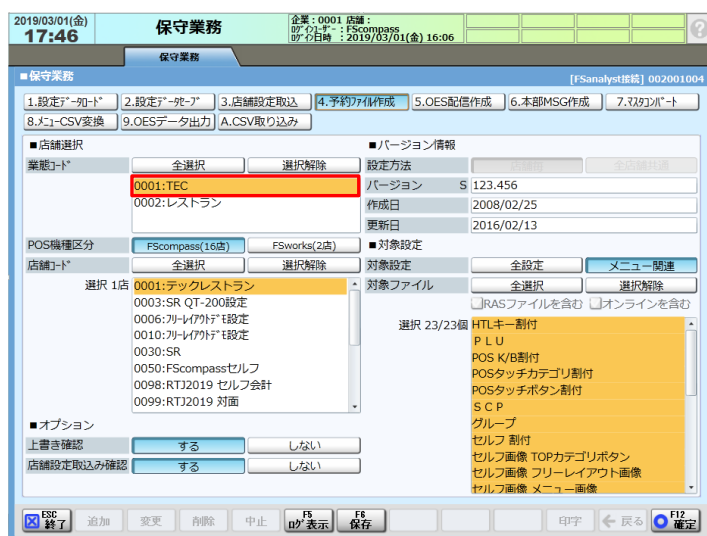 2019/03/01(金)
17:46
保守業務
企業：0001 店舗：
ﾛｸﾞｲﾝﾕｰｻﾞｰ：FScompass
ﾛｸﾞｲﾝ日時 ：2019/03/01(金) 16:06
保守業務
■保守業務
[FSanalyst接続] 002001004
1.設定ﾃﾞｰﾀﾛｰﾄﾞ 2.設定ﾃﾞｰﾀｾｰﾌﾞ 3.店舗設定取込 4.予約ﾌｧｲﾙ作成 5.OES配信作成 6.本部MSG作成 7.ﾏｽﾀｺﾝﾊﾞｰﾄ
8.ﾒﾆｭｰCSV変換 9.OESデータ出力 A.CSV取り込み
■店舗選択
業態ｺｰﾄﾞ 全選択 選択解除
0001:TEC
0002:レストラン
POS機種区分 FScompass(16店) FSworks(2店)
店舗ｺｰﾄﾞ 全選択 選択解除
選択 1店
0001:テックレストラン
0003:SR QT-200設定
0006:ﾌﾘｰﾚｲｱｳﾄﾃﾞﾓ設定
0010:ﾌﾘｰﾚｲｱｳﾄﾃﾞﾓ設定
0030:SR
0050:FScompassセルフ
0098:RTJ2019 セルフ会計
0099:RTJ2019 対面
■オプション
上書き確認 する しない
店舗設定取込み確認 する しない
■バージョン情報
設定方法 店舗毎 全店舗共通
バージョン S 123.456
作成日 2008/02/25
更新日 2016/02/13
■対象設定
対象設定 全設定 メニュー関連
対象ファイル 全選択 選択解除
RASファイルを含む オンラインを含む
選択 23/23個
HTLキー割付
ＰＬＵ
POS K/B割付
POSタッチカテゴリ割付
POSタッチボタン割付
ＳＣＰ
グループ
セルフ 割付
セルフ画像 TOPカテゴリボタン
セルフ画像 フリーレイアウト画像
セルフ画像 メニュー画像
ESC 終了 追加 変更 削除 中止 F5 ﾛｸﾞ表示 F6 保存 印字 戻る F12 確定